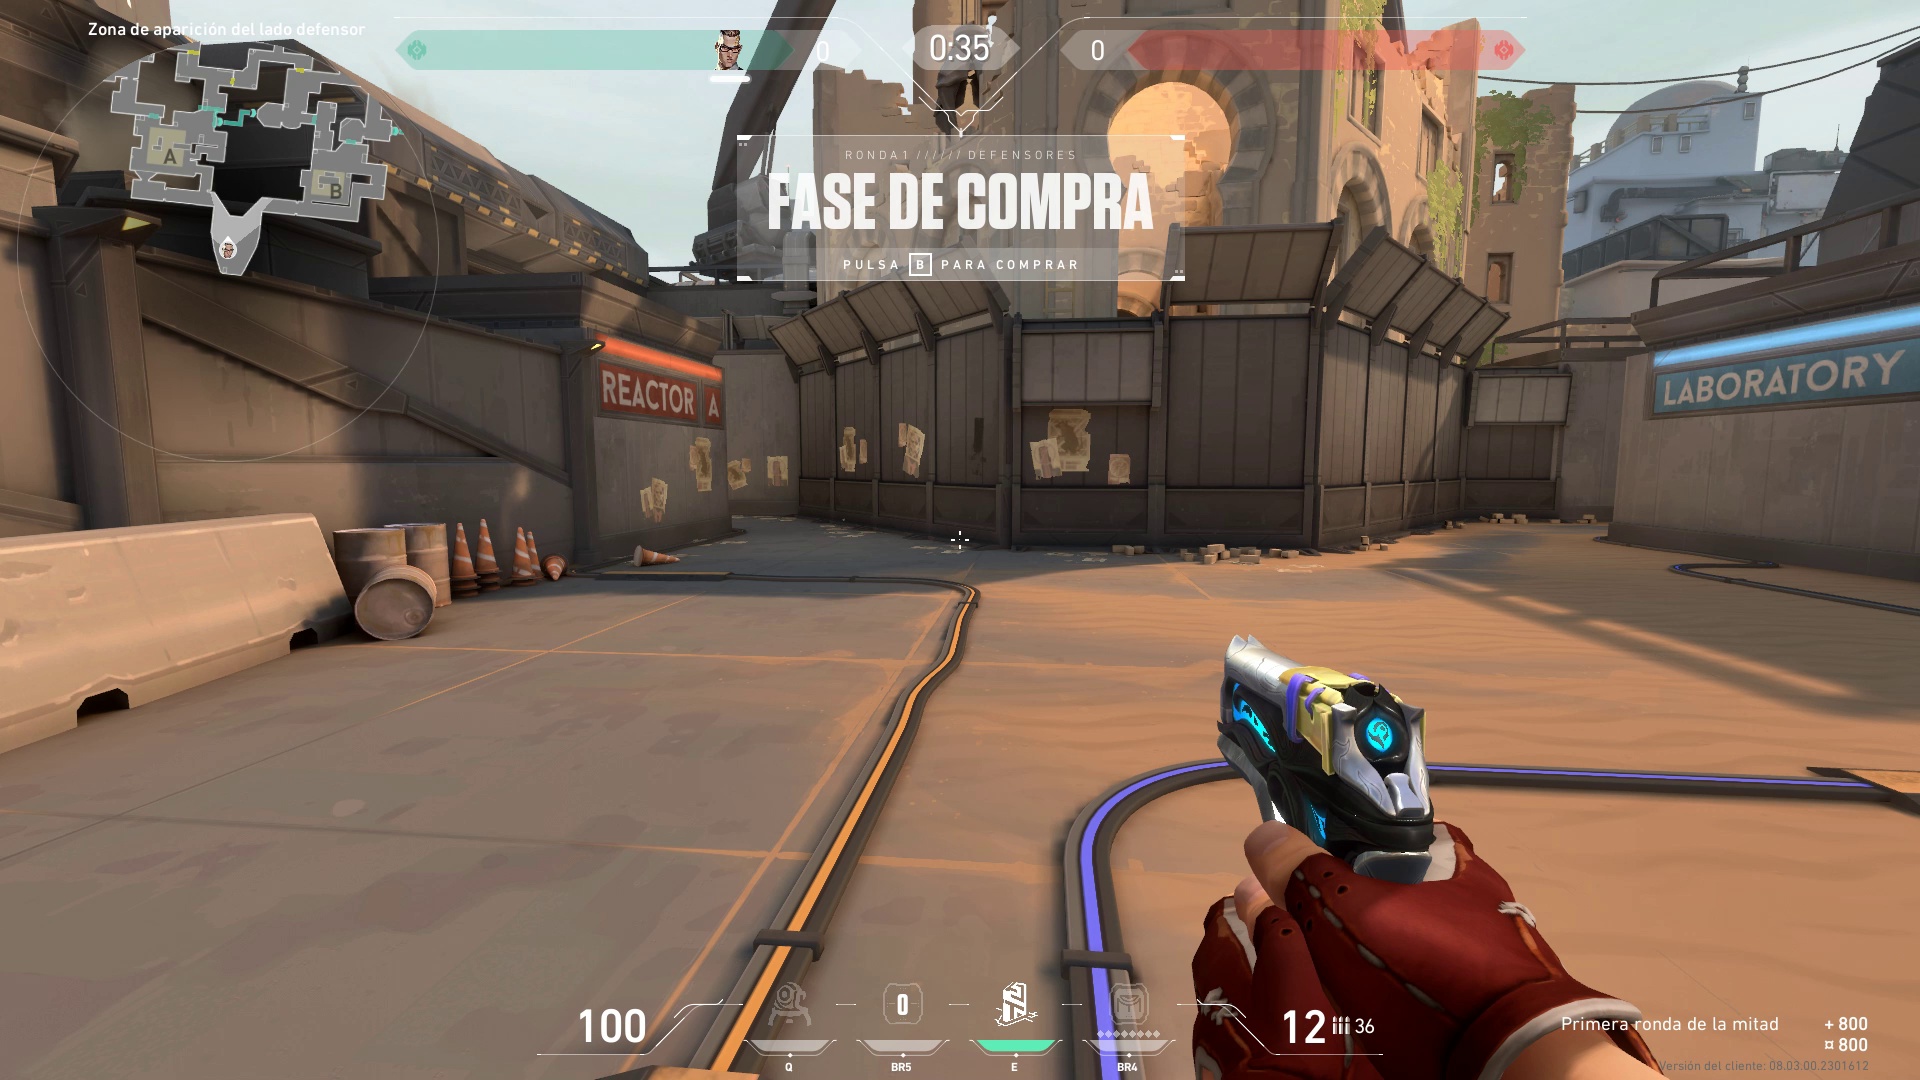 Zona de aparición del lado defensor
0
0:35
0
RONDA 1 ////// DEFENSORES
FASE DE COMPRA
PULSA B PARA COMPRAR
A
B
REACTOR A
LABORATORY
100
0
12 36
Primera ronda de la mitad + 800
¤ 800
Q
BR5
E
BR4
Versión del cliente: 08.03.00.2301612